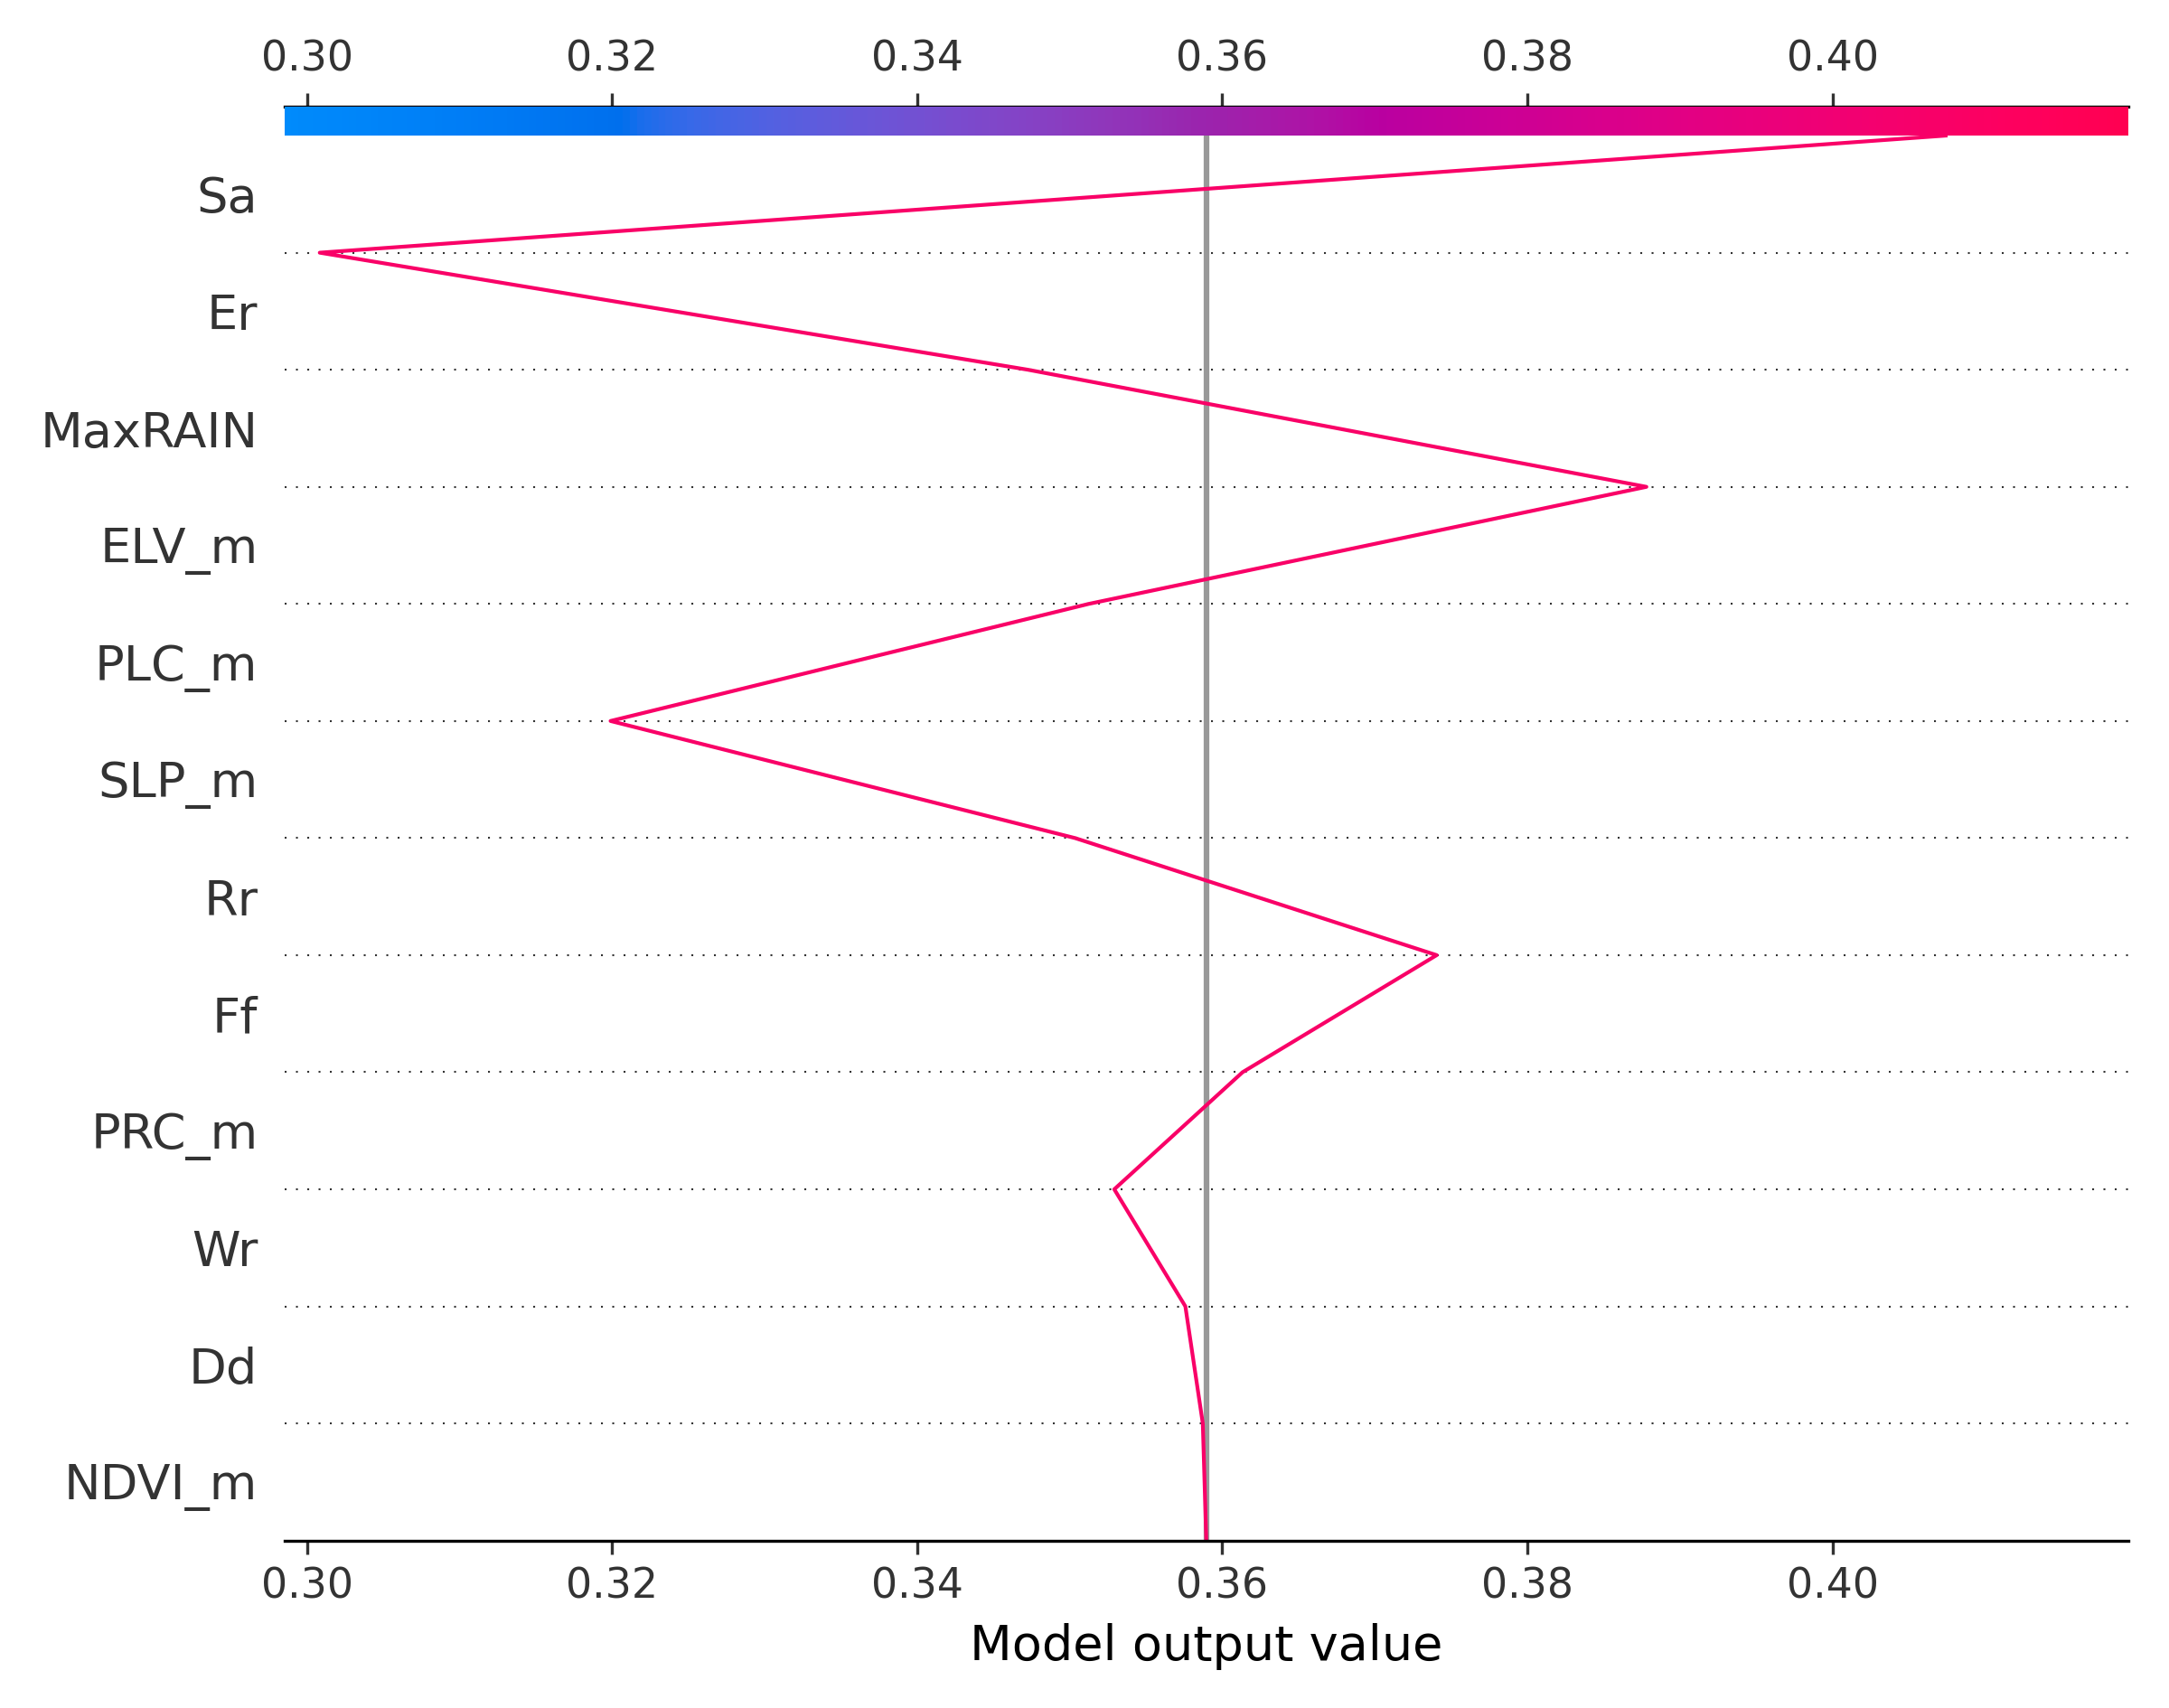 0.30 0.32 0.34 0.36 0.38 0.40
Sa
Er
MaxRAIN
ELV_m
PLC_m
SLP_m
Rr
Ff
PRC_m
Wr
Dd
NDVI_m
0.30 0.32 0.34 0.36 0.38 0.40
Model output value